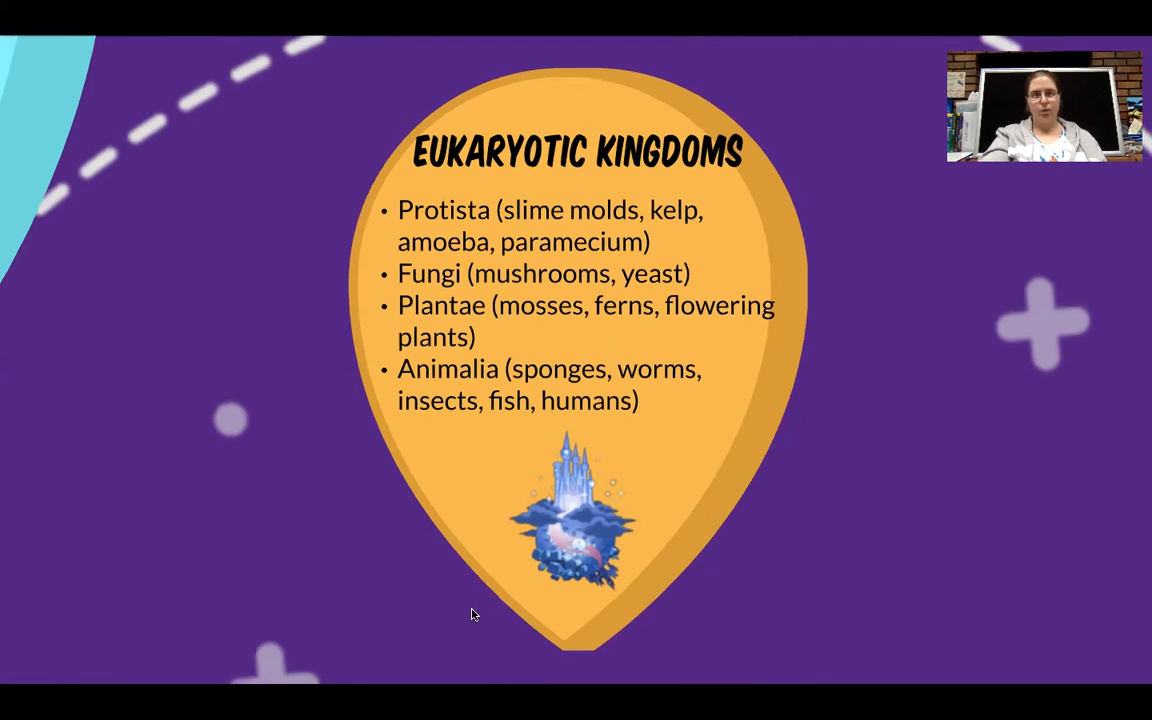 EUKARYOTIC KINGDOMS
• Protista (slime molds, kelp,
amoeba, paramecium)
• Fungi (mushrooms, yeast)
• Plantae (mosses, ferns, flowering
plants)
• Animalia (sponges, worms,
insects, fish, humans)